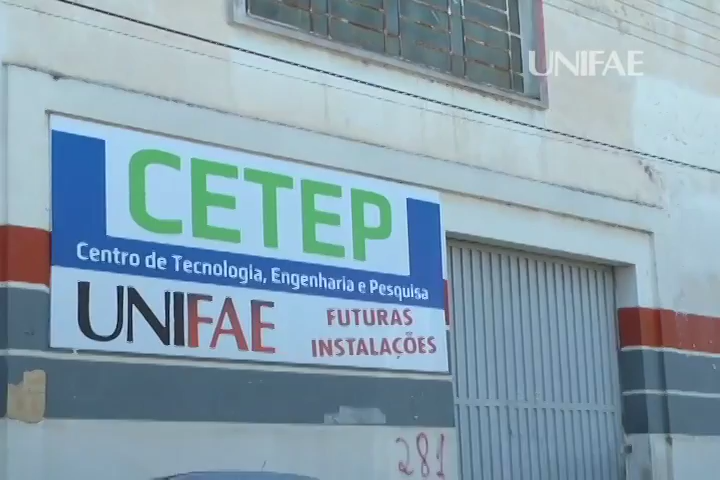 UNIFAE
CETEP
Centro de Tecnologia, Engenharia e Pesquisa
UNIFAE
FUTURAS
INSTALAÇÕES
281